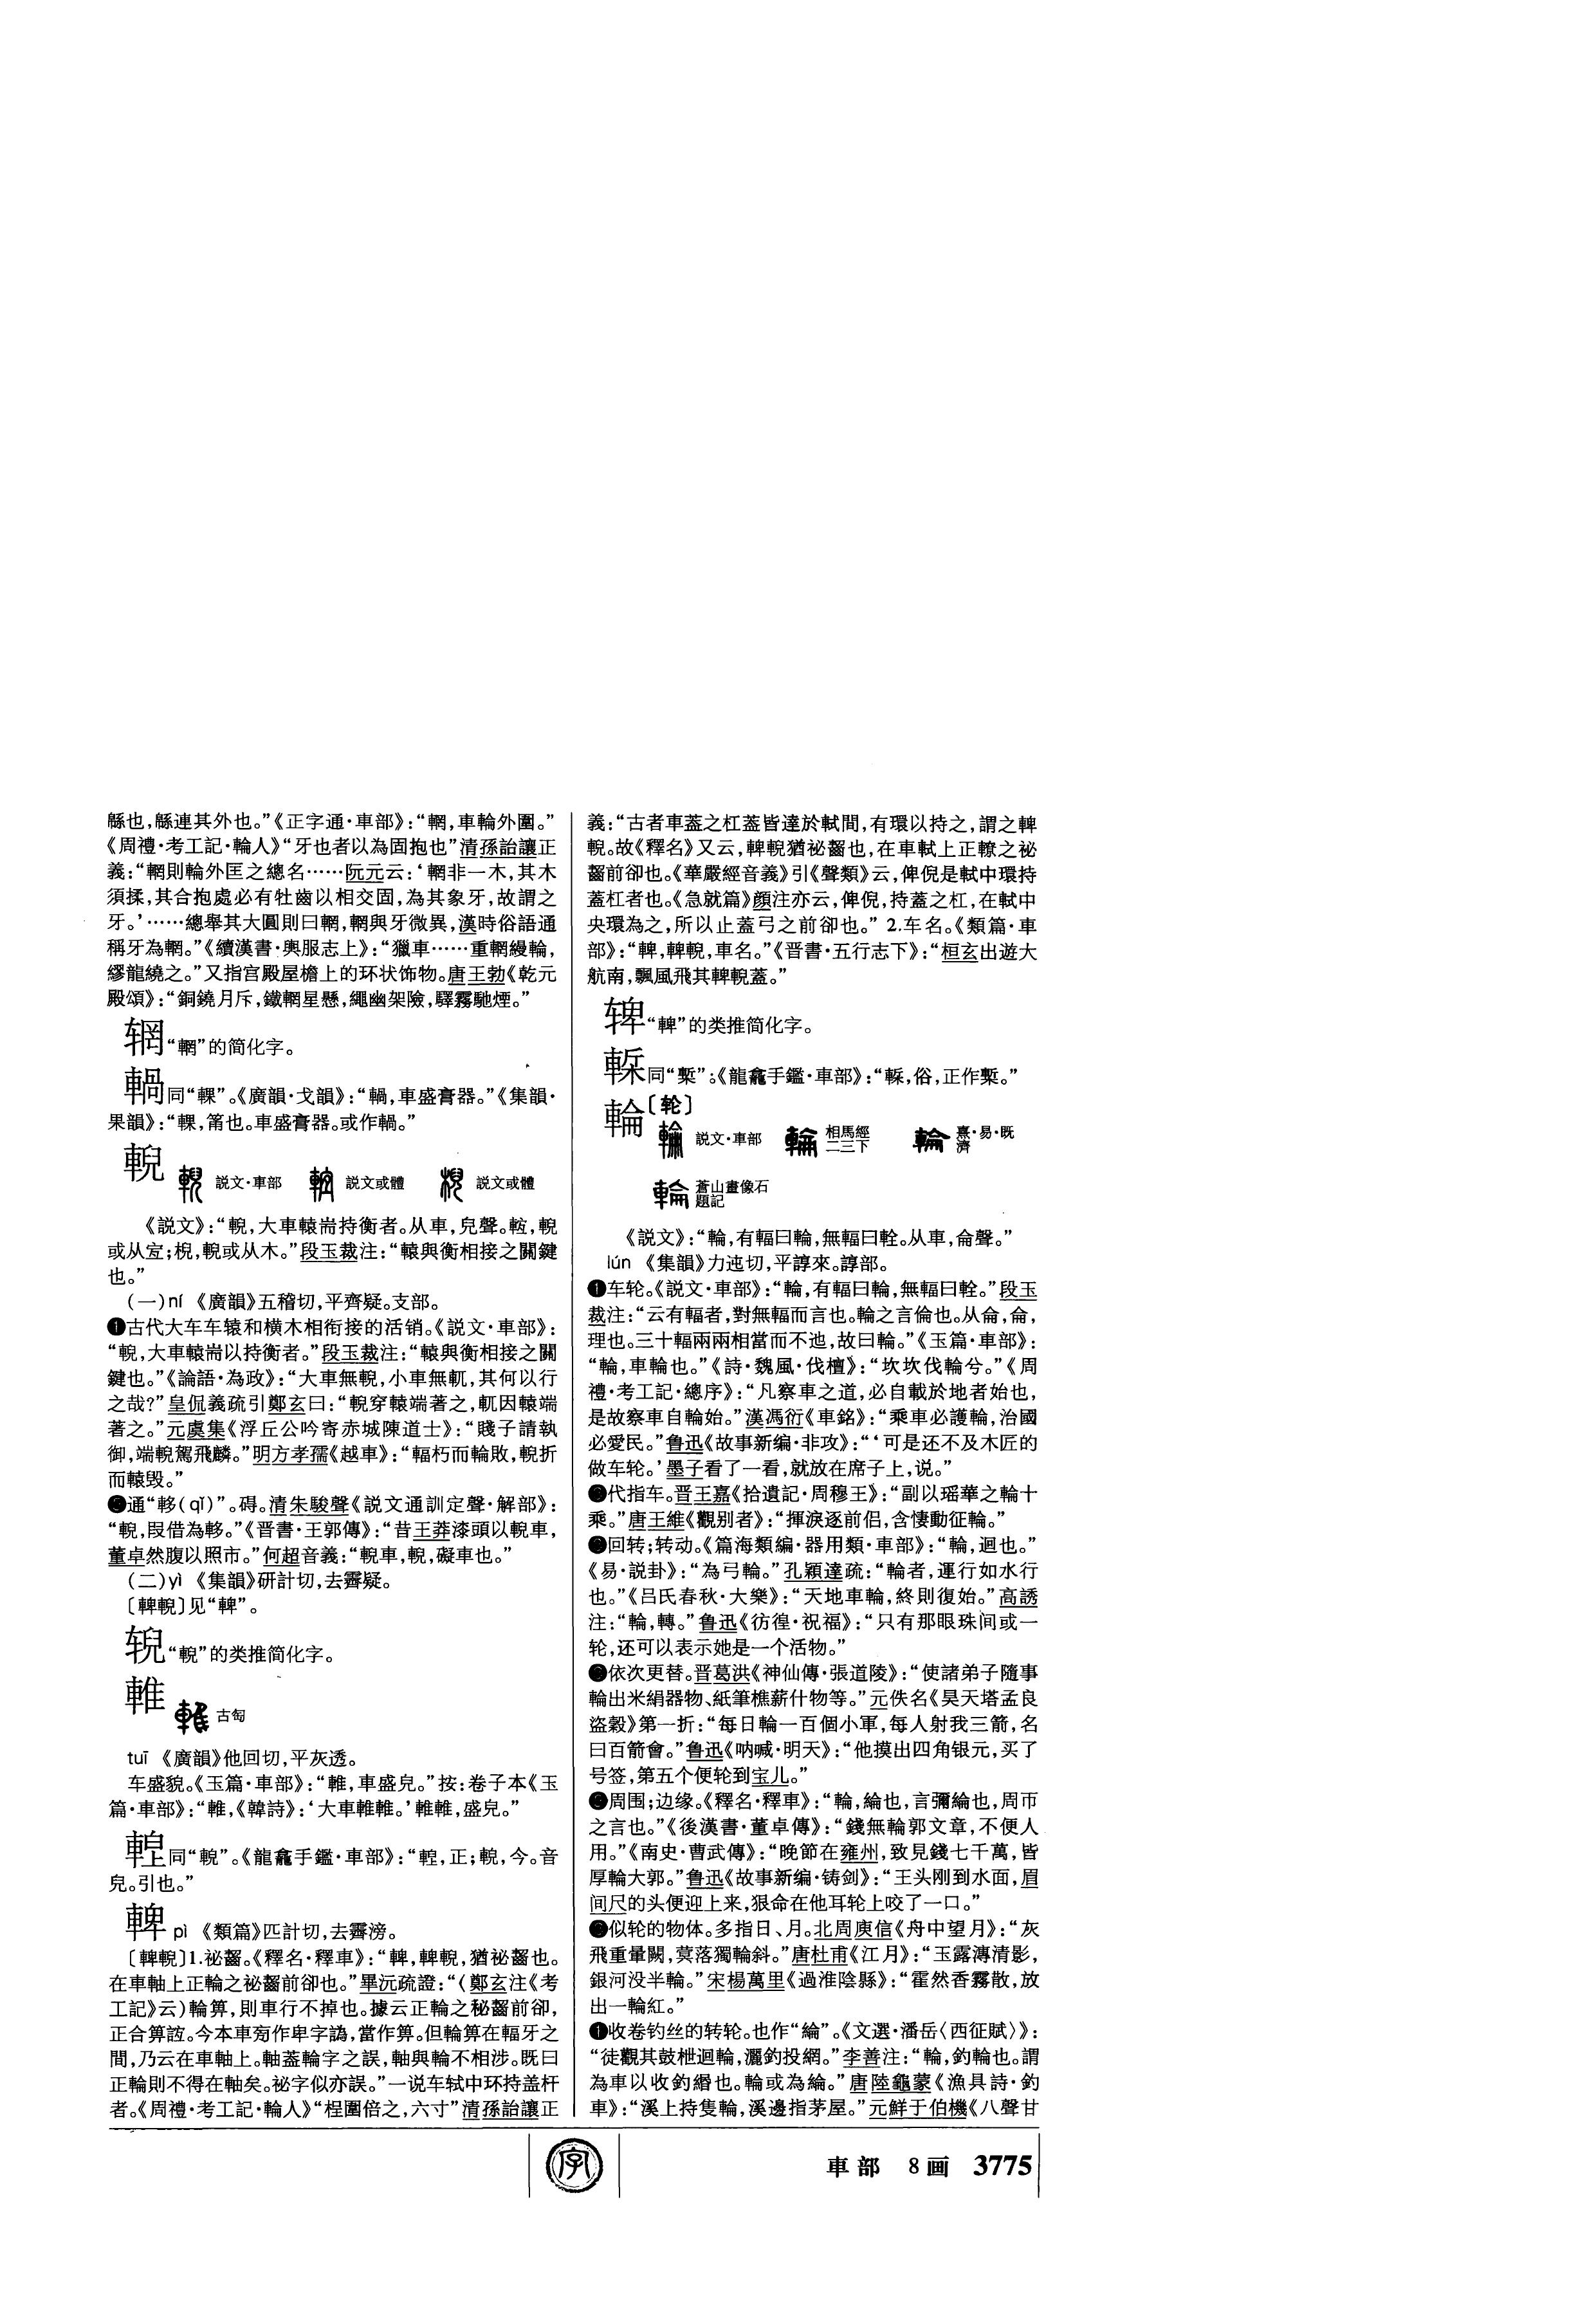 緜也,緜連其外也。”《正字通·車部》:“輞,車輪外圍。”
《周禮·考工記·輪人》“牙也者以為固抱也”清孫詒讓正
義:“輞則輪外匡之總名……阮元云:‘輞非一木,其木
須揉,其合抱處必有牡齒以相交固,為其象牙,故謂之
牙。’……總舉其大圓則曰輞,輞與牙微異,漢時俗語通
稱牙為輞。”《續漢書·輿服志上》:“獵車……重輞縵輪,
繆龍繞之。”又指宫殿屋檐上的环状饰物。唐王勃《乾元
殿頌》:“銅鐃月斥,鐵輞星懸,繩幽架險,驛霧馳煙。”
辋“輞”的简化字。
輠同“輠”。《廣韻·戈韻》:“㗻,車盛膏器。”《集韻·
果韻》:“輠,筩也。車盛膏器。或作。”
輗 説文·車部 説文或體 説文或體
《説文》:“輗,大車轅耑持衡者。从車,兒聲。輨,輗
或从宜;棿,輗或从木。”段玉裁注:“轅與衡相接之關鍵
也。”
(一)ní 《廣韻》五稽切,平齊疑。支部。
❶古代大车车辕和横木相衔接的活销。《説文·車部》:
“輗,大車轅耑以持衡者。”段玉裁注:“轅與衡相接之關
鍵也。”《論語·為政》:“大車無輗,小車無軏,其何以行
之哉?”皇侃義疏引鄭玄曰:“輗穿轅端著之,軏因轅端
著之。”元虞集《浮丘公吟寄赤城陳道士》:“賤子請執
御,端輗駕飛麟。”明方孝孺《越車》:“輻朽而輪敗,輗折
而轅毁。”
❷通“䡋(qǐ)”。碍。清朱駿聲《説文通訓定聲·解部》:
“輗,叚借為。”《晋書·王郭傳》:“昔王莽漆頭以輗車,
董卓然腹以照市。”何超音義:“輗車,輗,礙車也。”
(二)yì 《集韻》研計切,去霽疑。
〔輫輗〕见“”。
“輗”的类推简化字。
䡺 古匋
tuī 《廣韻》他回切,平灰透。
车盛貌。《玉篇·車部》:“,車盛皃。”按:卷子本《玉
篇·車部》:“,《韓詩》:‘大車。’,盛皃。”
同“輗”。《龍龕手鑑·車部》:“,正;輗,今。音
兒。引也。”
pì 《類篇》匹計切,去霽滂。
〔輗〕1.祕齧。《釋名·釋車》:“,輗,猶祕齧也。
在車軸上正輪之祕齧前卻也。”畢沅疏證:“(鄭玄注《考
工記》云)輪箅,則車行不掉也。據云正輪之秘齧前卻,
正合箅誼。今本車旁作卑字譌,當作箅。但輪箅在輻牙之
間,乃云在車軸上。軸蓋輪字之誤,軸與輪不相涉。既曰
正輪則不得在軸矣。祕字似亦誤。”一说车轼中环持盖杆
者。《周禮·考工記·輪人》“桯圍倍之,六寸”清孫詒讓正
義:“古者車蓋之杠蓋皆達於軾間,有環以持之,謂之
輗。故《釋名》又云,輗猶祕齧也,在車軾上正轑之祕
齧前卻也。《華嚴經音義》引《聲類》云,俾倪是軾中環持
蓋杠者也。《急就篇》顔注亦云,俾倪,持蓋之杠,在軾中
央環為之,所以止蓋弓之前卻也。”2.车名。《類篇·車
部》:“,輗,車名。”《晋書·五行志下》:“桓玄出遊大
航南,飄風飛其輗蓋。”
“”的类推简化字。
同“槧”。《龍龕手鑑·車部》:“,俗,正作槧。”
輪〔轮〕
説文·車部 相馬經二三下 熹·易·既濟
蒼山畫像石題記
《説文》:“輪,有輻曰輪,無輻曰輇。从車,侖聲。”
lún 《集韻》力迍切,平諄來。諄部。
❶车轮。《説文·車部》:“輪,有輻曰輪,無輻曰輇。”段玉
裁注:“云有輻者,對無輻而言也。輪之言倫也。从侖,侖,
理也。三十輻兩兩相當而不迆,故曰輪。”《玉篇·車部》:
“輪,車輪也。”《詩·魏風·伐檀》:“坎坎伐輪兮。”《周
禮·考工記·總序》:“凡察車之道,必自載於地者始也,
是故察車自輪始。”漢馮衍《車銘》:“乘車必護輪,治國
必愛民。”鲁迅《故事新编·非攻》:“‘可是还不及木匠的
做车轮。’墨子看了一看,就放在席子上,说。”
❷代指车。晋王嘉《拾遺記·周穆王》:“副以瑶華之輪十
乘。”唐王維《觀别者》:“揮淚逐前侣,含悽動征輪。”
❸回转;转动。《篇海類編·器用類·車部》:“輪,迴也。”
《易·説卦》:“為弓輪。”孔穎達疏:“輪者,運行如水行
也。”《吕氏春秋·大樂》:“天地車輪,終則復始。”高誘
注:“輪,轉。”鲁迅《彷徨·祝福》:“只有那眼珠间或一
轮,还可以表示她是一个活物。”
❹依次更替。晋葛洪《神仙傳·張道陵》:“使諸弟子隨事
輪出米絹器物、紙筆樵薪什物等。”元佚名《昊天塔孟良
盗骨》第一折:“每日輪一百個小軍,每人射我三箭,名
曰百箭會。”鲁迅《呐喊·明天》:“他摸出四角银元,买了
号签,第五个便轮到宝儿。”
❺周围;边缘。《釋名·釋車》:“輪,綸也,言彌綸也,周帀
之言也。”《後漢書·董卓傳》:“錢無輪郭文章,不便人
用。”《南史·曹武傳》:“晚節在雍州,致見錢七千萬,皆
厚輪大郭。”鲁迅《故事新编·铸剑》:“王头刚到水面,眉
间尺的头便迎上来,狠命在他耳轮上咬了一口。”
❻似轮的物体。多指日、月。北周庾信《舟中望月》:“灰
飛重暈闕,蓂落獨輪斜。”唐杜甫《江月》:“玉露漙清影,
銀河没半輪。”宋楊萬里《過淮陰縣》:“霍然香霧散,放
出一輪紅。”
❼收卷钓丝的转轮。也作“綸”。《文選·潘岳〈西征賦〉》:
“徒觀其鼓枻迴輪,灑釣投網。”李善注:“輪,釣輪也。謂
為車以收釣緡也。輪或為綸。”唐陸龜蒙《漁具詩·釣
車》:“溪上持隻輪,溪邊指茅屋。”元鮮于伯機《八聲甘
字
車部 8画 3775